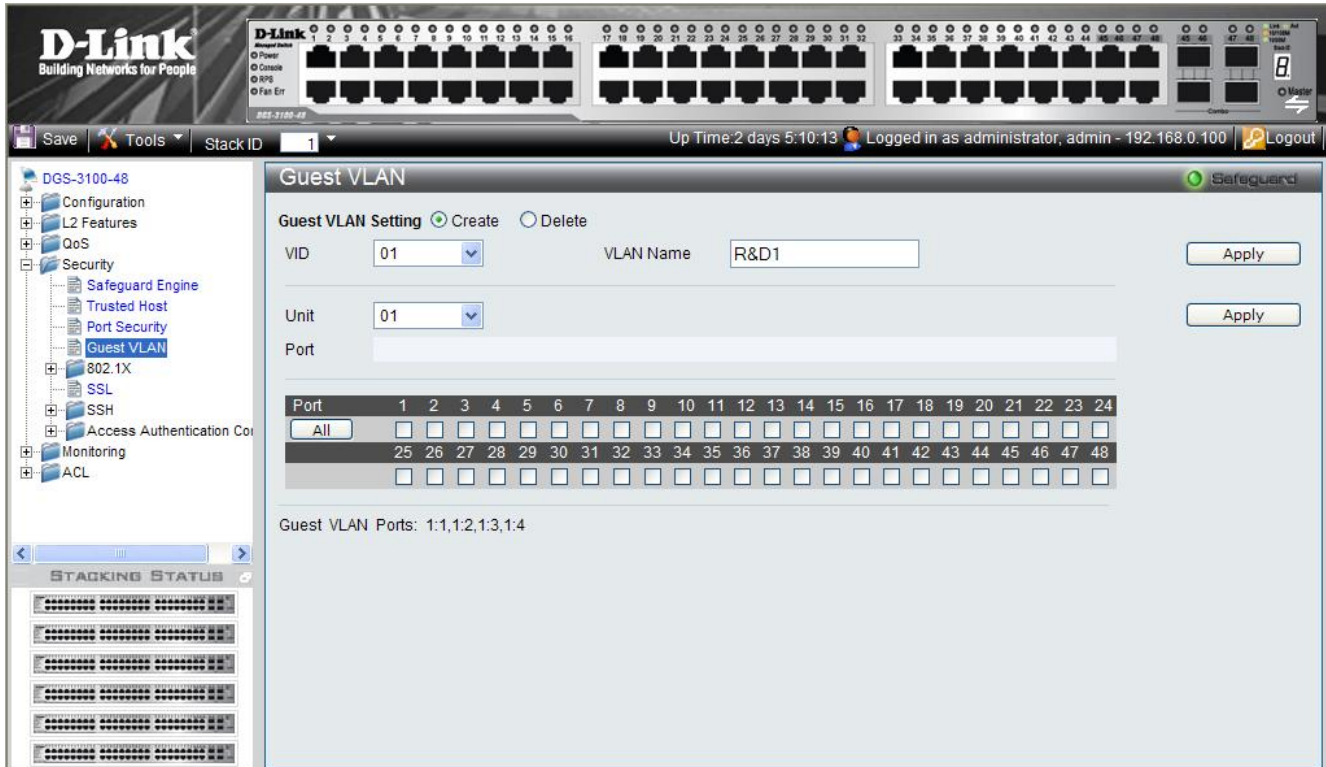 D-Link
Building Networks for People
D-Link
Managed Switch
Power
Console
RPS
Fan Err
1 2 3 4 5 6 7 8 9 10 11 12 13 14 15 16
17 18 19 20 21 22 23 24 25 26 27 28 29 30 31 32
33 34 35 36 37 38 39 40 41 42 43 44 45 46 47 48
45 46 47 48
DGS-3100-48
Master
Combo
Save
Tools
Stack ID
1
Up Time:2 days 5:10:13
Logged in as administrator, admin - 192.168.0.100
Logout
DGS-3100-48
Configuration
L2 Features
QoS
Security
Safeguard Engine
Trusted Host
Port Security
Guest VLAN
802.1X
SSL
SSH
Access Authentication Cor
Monitoring
ACL
STACKING STATUS
Guest VLAN
Safeguard
Guest VLAN Setting Create Delete
VID 01 VLAN Name R&D1 Apply
Unit 01 Apply
Port
Port 1 2 3 4 5 6 7 8 9 10 11 12 13 14 15 16 17 18 19 20 21 22 23 24
All
25 26 27 28 29 30 31 32 33 34 35 36 37 38 39 40 41 42 43 44 45 46 47 48
Guest VLAN Ports: 1:1,1:2,1:3,1:4